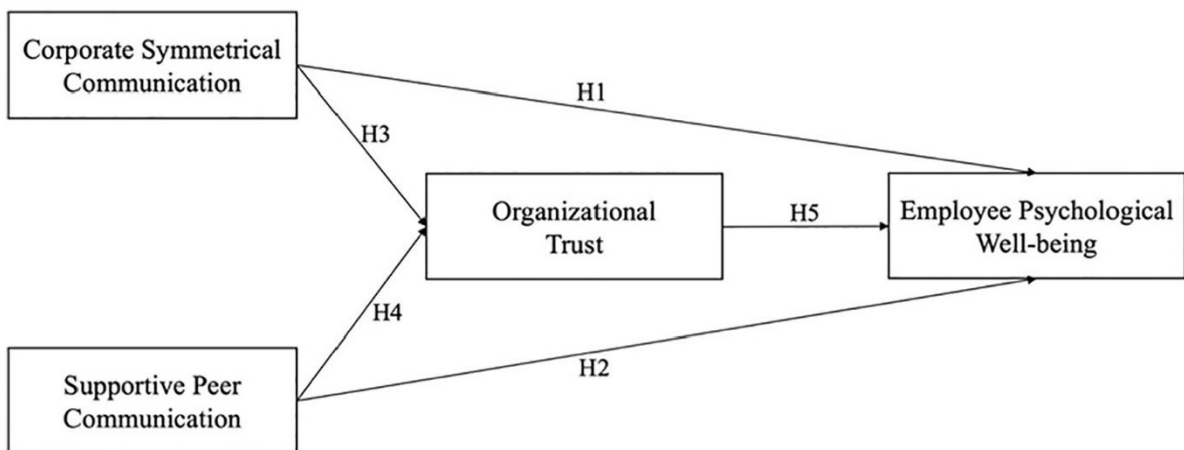 Corporate Symmetrical
Communication
H1
H3
Organizational
Trust
H5
Employee Psychological
Well-being
H4
H2
Supportive Peer
Communication